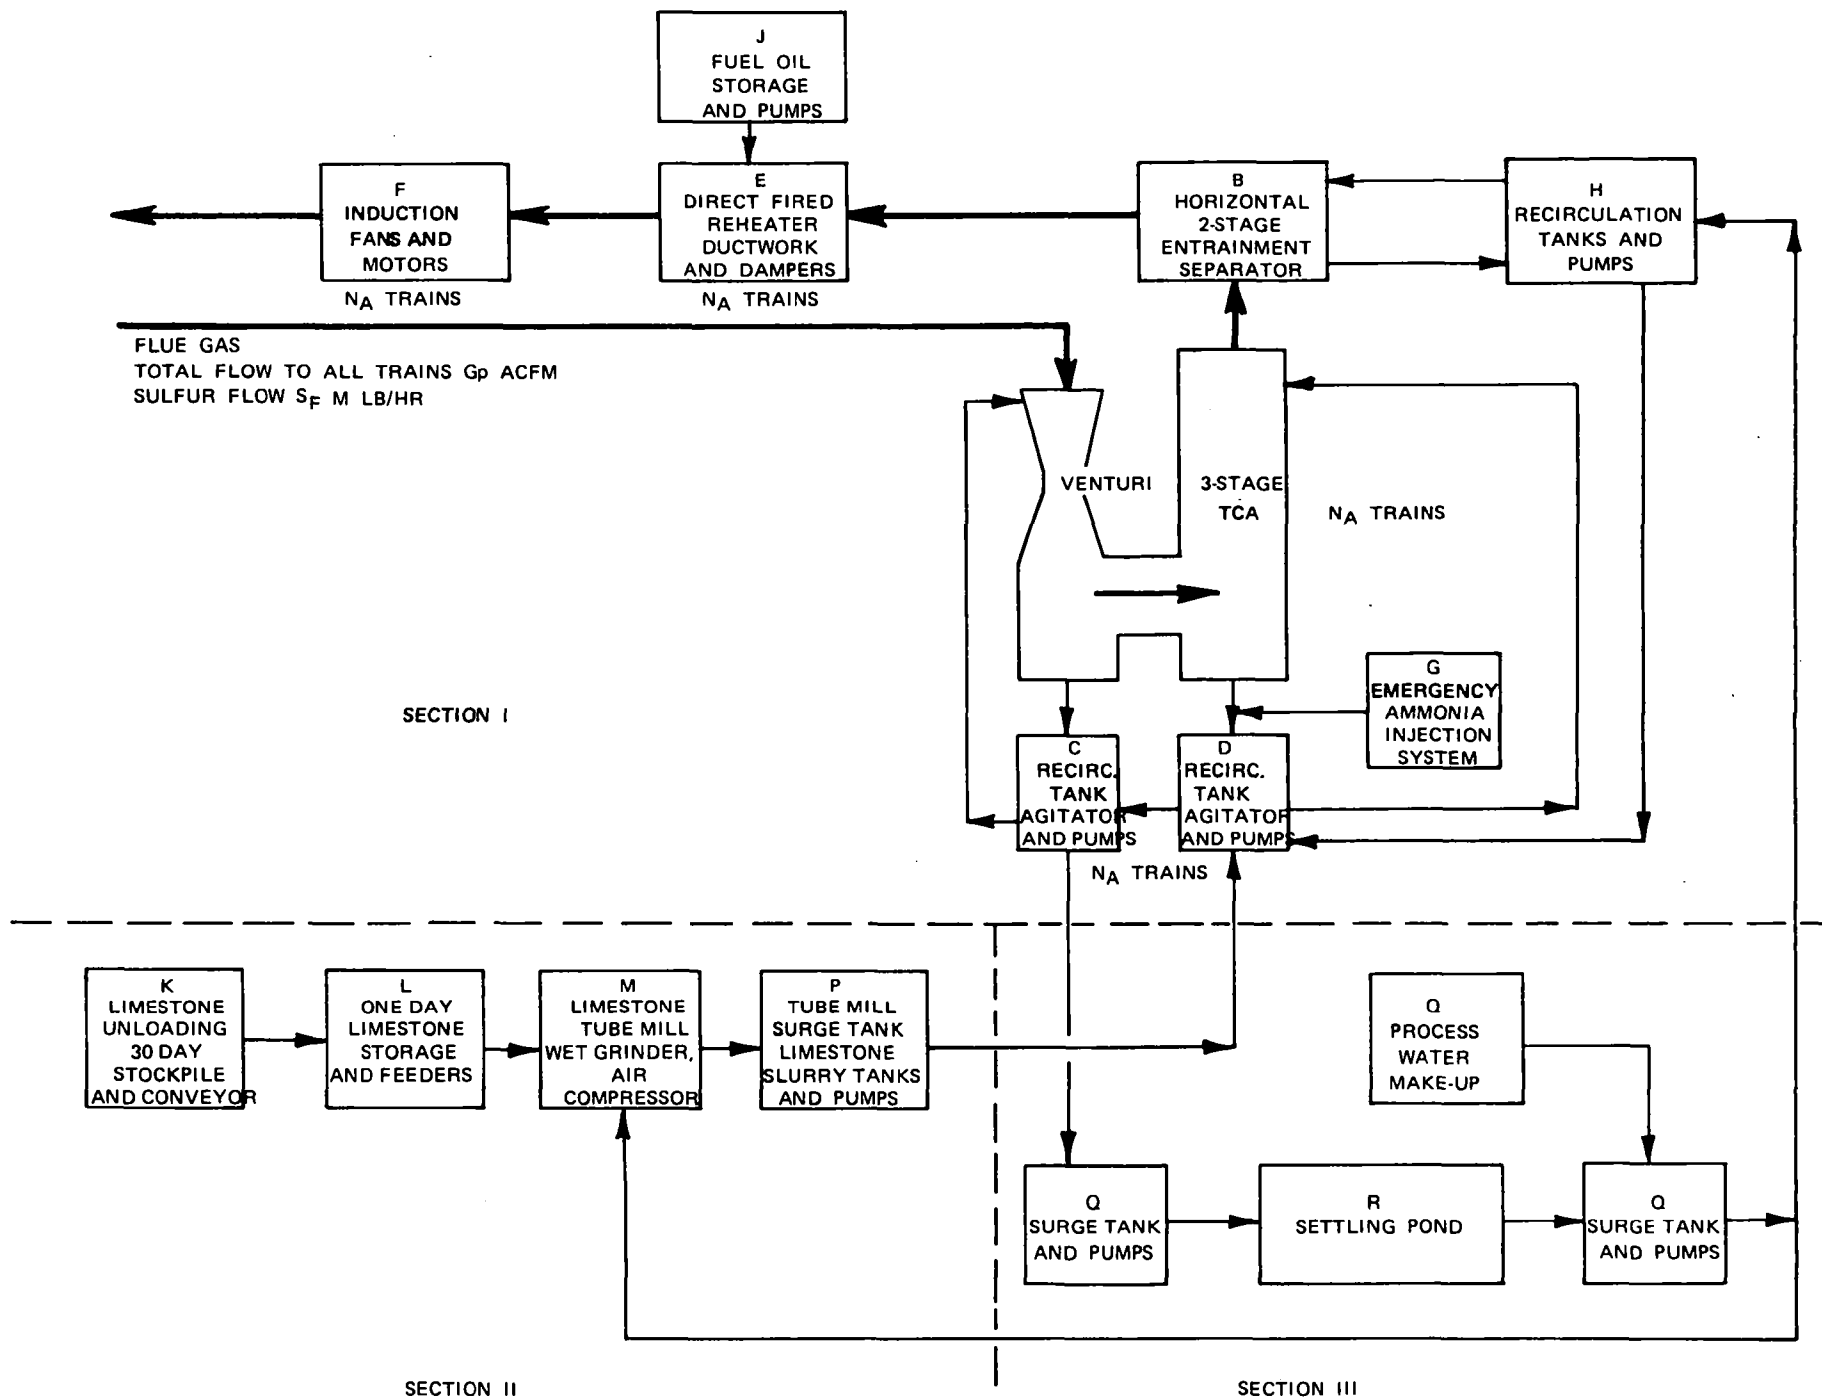 J
FUEL OIL
STORAGE
AND PUMPS
F
INDUCTION
FANS AND
MOTORS
NA TRAINS
E
DIRECT FIRED
REHEATER
DUCTWORK
AND DAMPERS
NA TRAINS
B
HORIZONTAL
2-STAGE
ENTRAINMENT
SEPARATOR
H
RECIRCULATION
TANKS AND
PUMPS
FLUE GAS
TOTAL FLOW TO ALL TRAINS Gp ACFM
SULFUR FLOW SF M LB/HR
VENTURI
3-STAGE
TCA
NA TRAINS
G
EMERGENCY
AMMONIA
INJECTION
SYSTEM
SECTION I
C
RECIRC.
TANK
AGITATOR
AND PUMPS
D
RECIRC.
TANK
AGITATOR
AND PUMPS
NA TRAINS
K
LIMESTONE
UNLOADING
30 DAY
STOCKPILE
AND CONVEYOR
L
ONE DAY
LIMESTONE
STORAGE
AND FEEDERS
M
LIMESTONE
TUBE MILL
WET GRINDER,
AIR
COMPRESSOR
P
TUBE MILL
SURGE TANK
LIMESTONE
SLURRY TANKS
AND PUMPS
Q
PROCESS
WATER
MAKE-UP
Q
SURGE TANK
AND PUMPS
R
SETTLING POND
Q
SURGE TANK
AND PUMPS
SECTION II
SECTION III